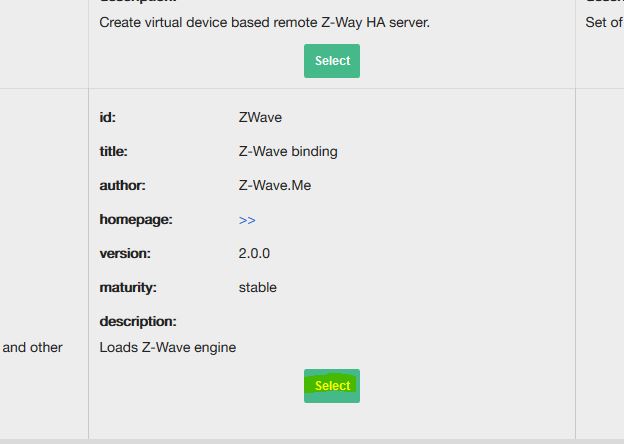 Create virtual device based remote Z-Way HA server.
Set of
Select
id: ZWave
title: Z-Wave binding
author: Z-Wave.Me
homepage: >>
version: 2.0.0
maturity: stable
description:
and other
Loads Z-Wave engine
Select